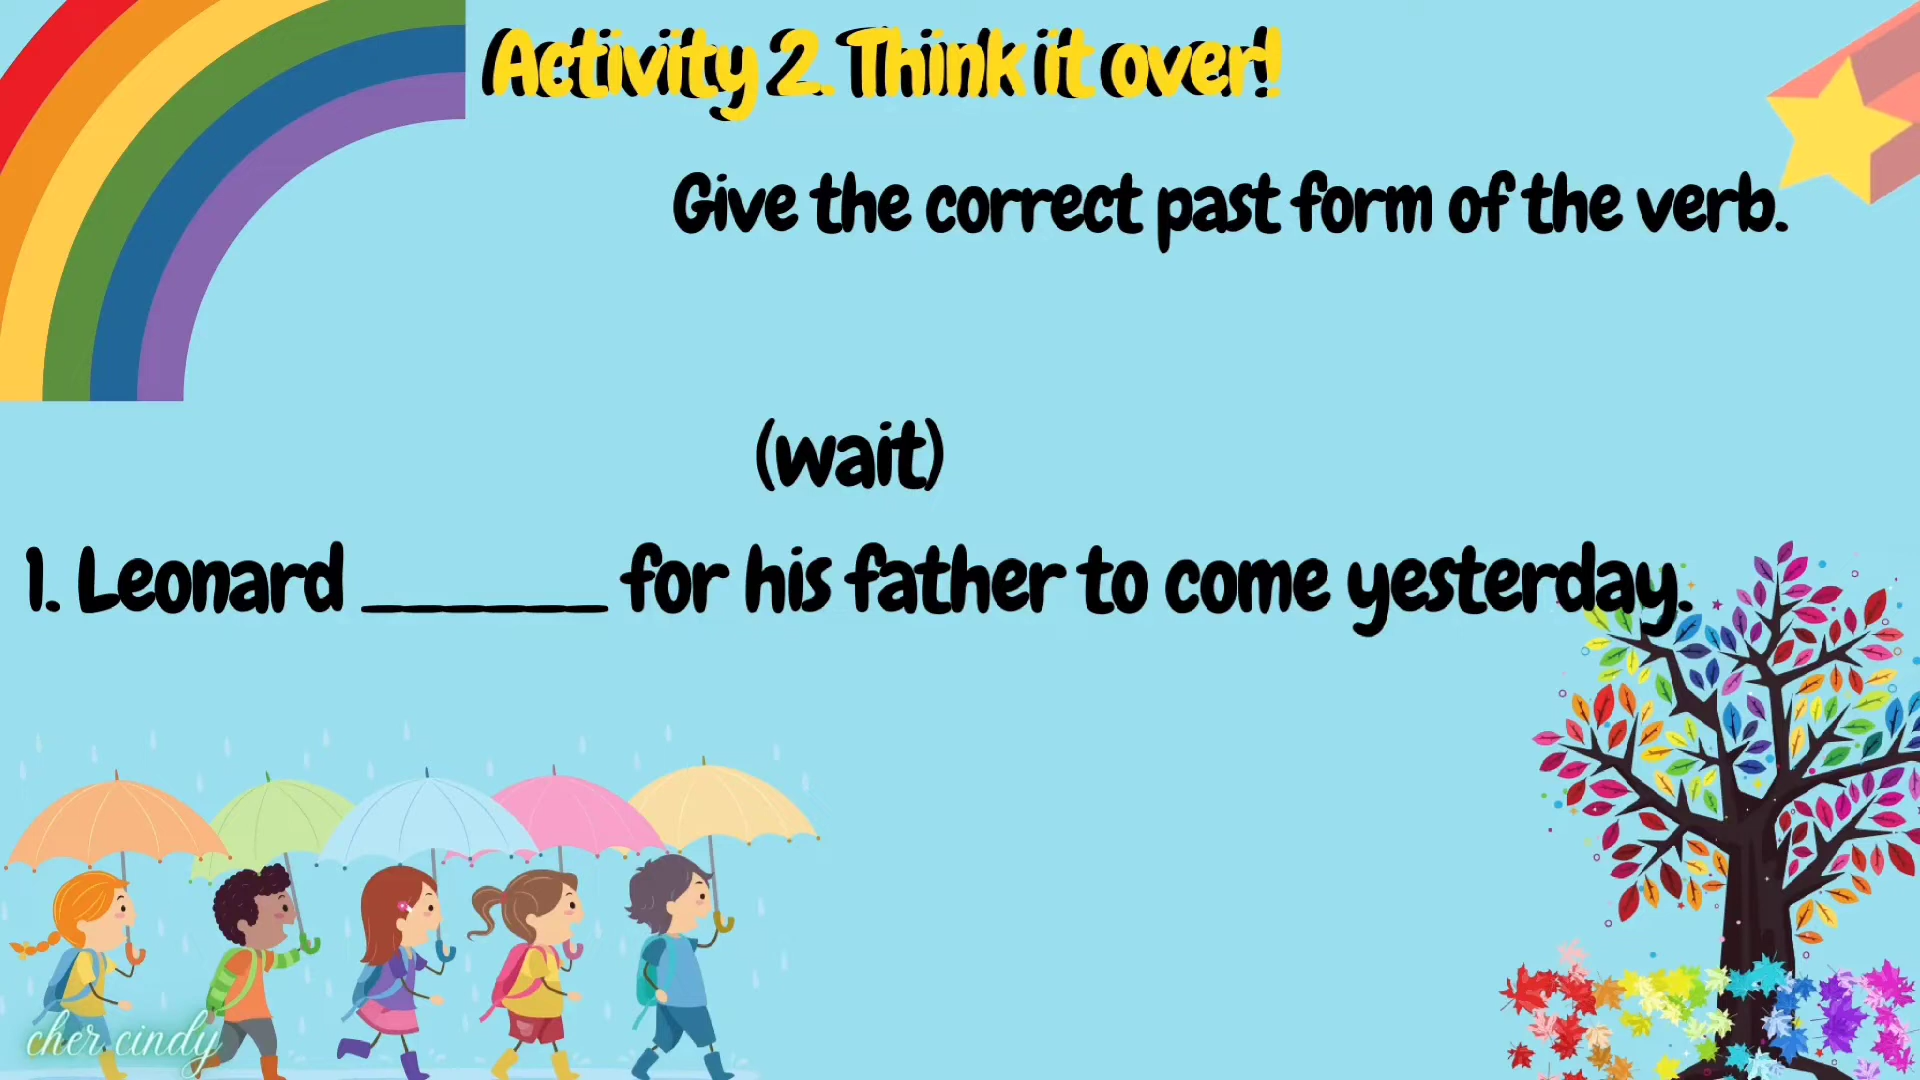 Activity 2. Think it over!
Give the correct past form of the verb.
(wait)
1. Leonard _______ for his father to come yesterday.
cher cindy